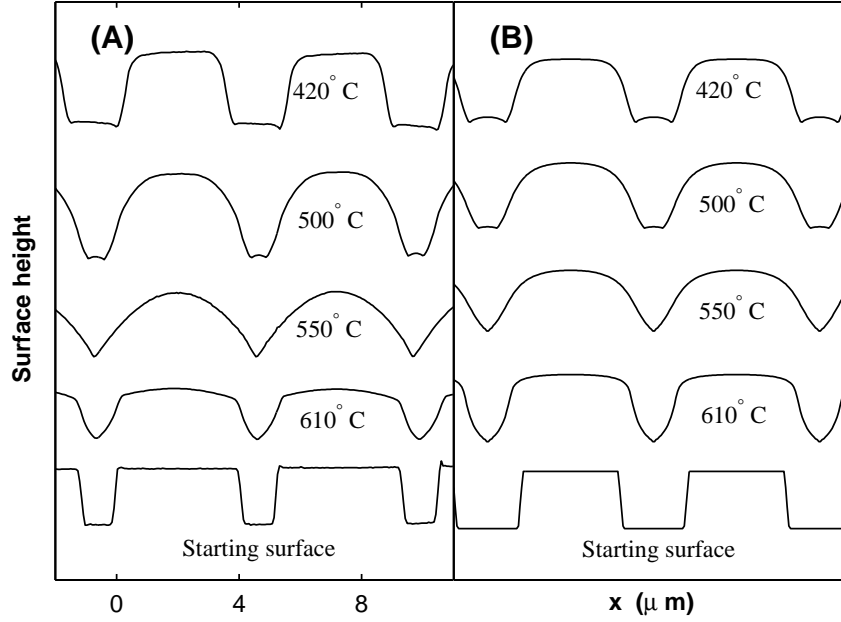 (A)
(B)
420° C
420° C
500° C
500° C
550° C
550° C
610° C
610° C
Starting surface
Starting surface
Surface height
0
4
8
x (μ m)